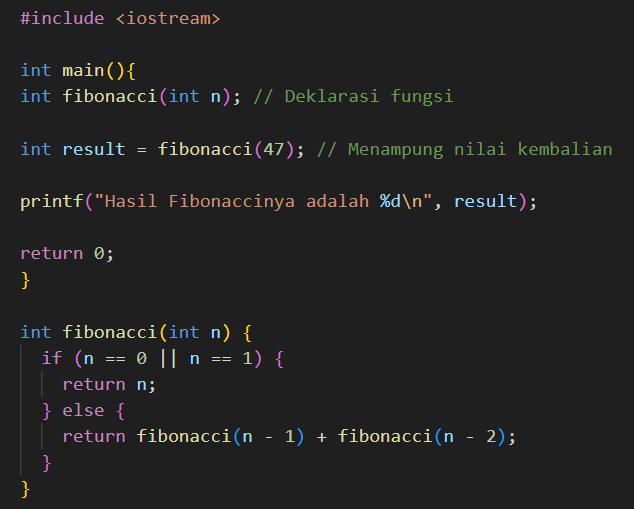 #include <iostream>
int main(){
int fibonacci(int n); // Deklarasi fungsi
int result = fibonacci(47); // Menampung nilai kembalian
printf("Hasil Fibonaccinya adalah %d\n", result);
return 0;
}
int fibonacci(int n) {
  if (n == 0 || n == 1) {
    return n;
  } else {
    return fibonacci(n - 1) + fibonacci(n - 2);
  }
}